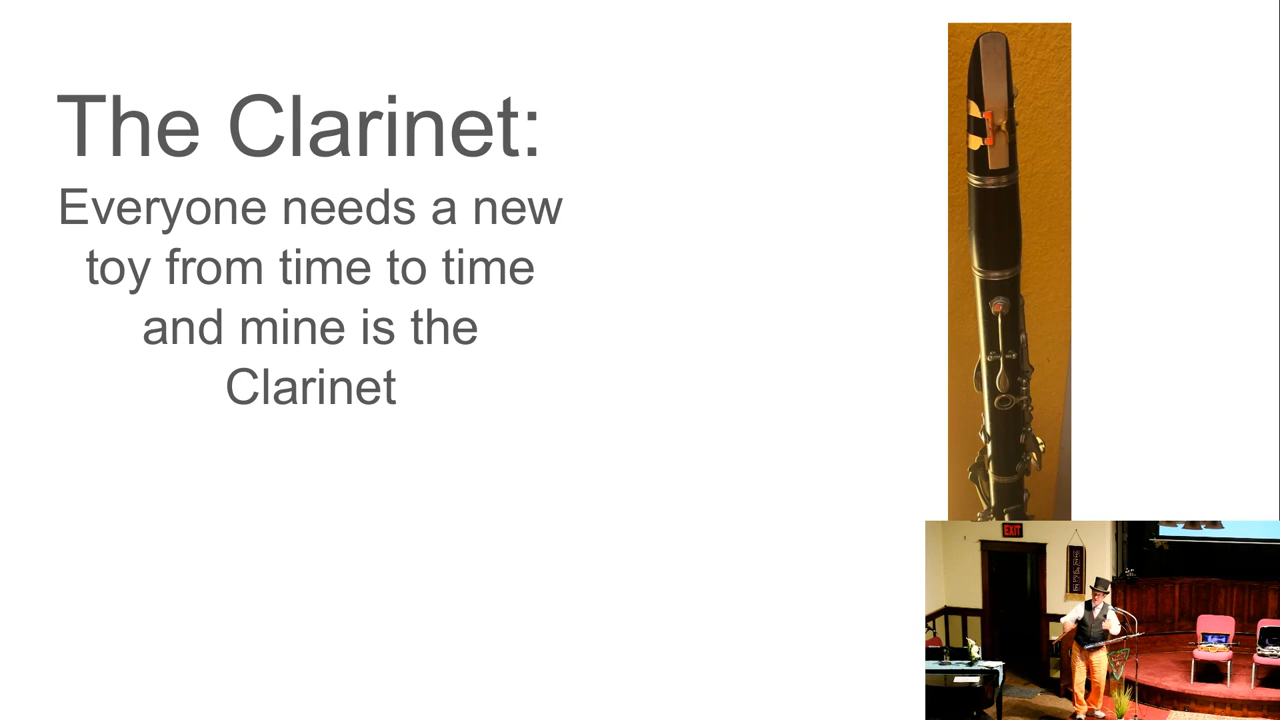 The Clarinet:
Everyone needs a new
toy from time to time
and mine is the
Clarinet
EXIT